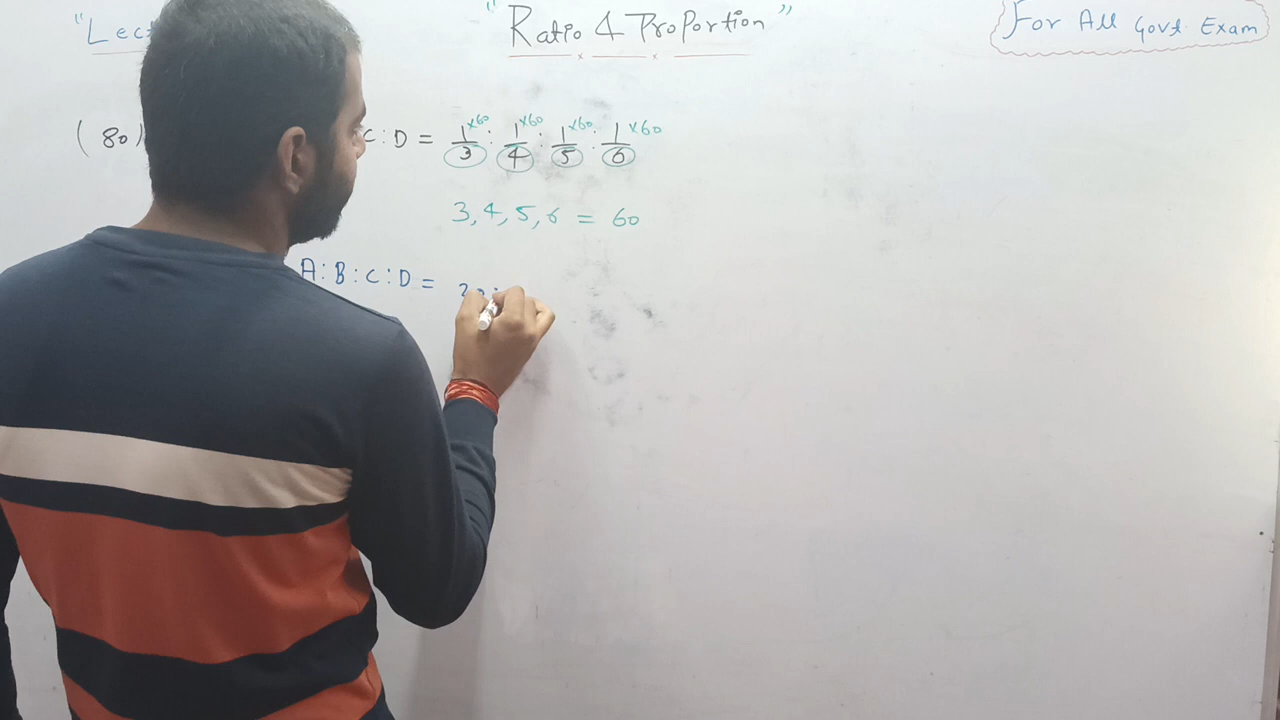 "Lec
"Ratio & Proportion"
For All Govt Exam
(80) C:D = 1/3 ×60 : 1/4 ×60 : 1/5 ×60 : 1/6 ×60
3,4,5,6 = 60
A:B:C:D = 20: